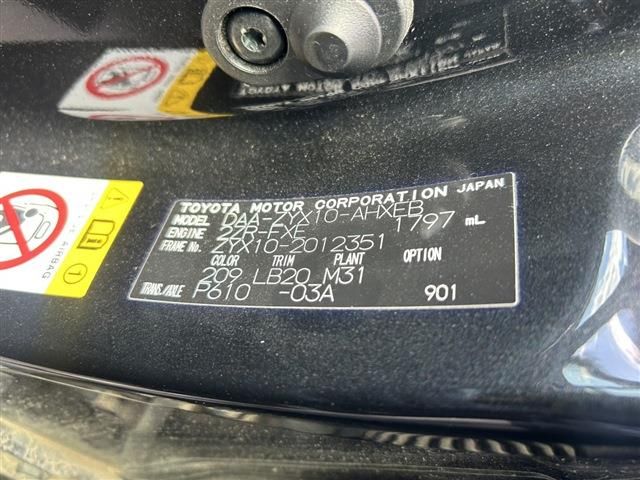 TOYOTA MOTOR CORPORATION JAPAN
MODEL DAA-ZYX10-AHXEB
ENGINE 2ZR-FXE 1797 mL
FRAME No. ZYX10-2012351
COLOR TRIM PLANT OPTION
209 LB20 M31
TRANS./AXLE P610 -03A 901
AIRBAG